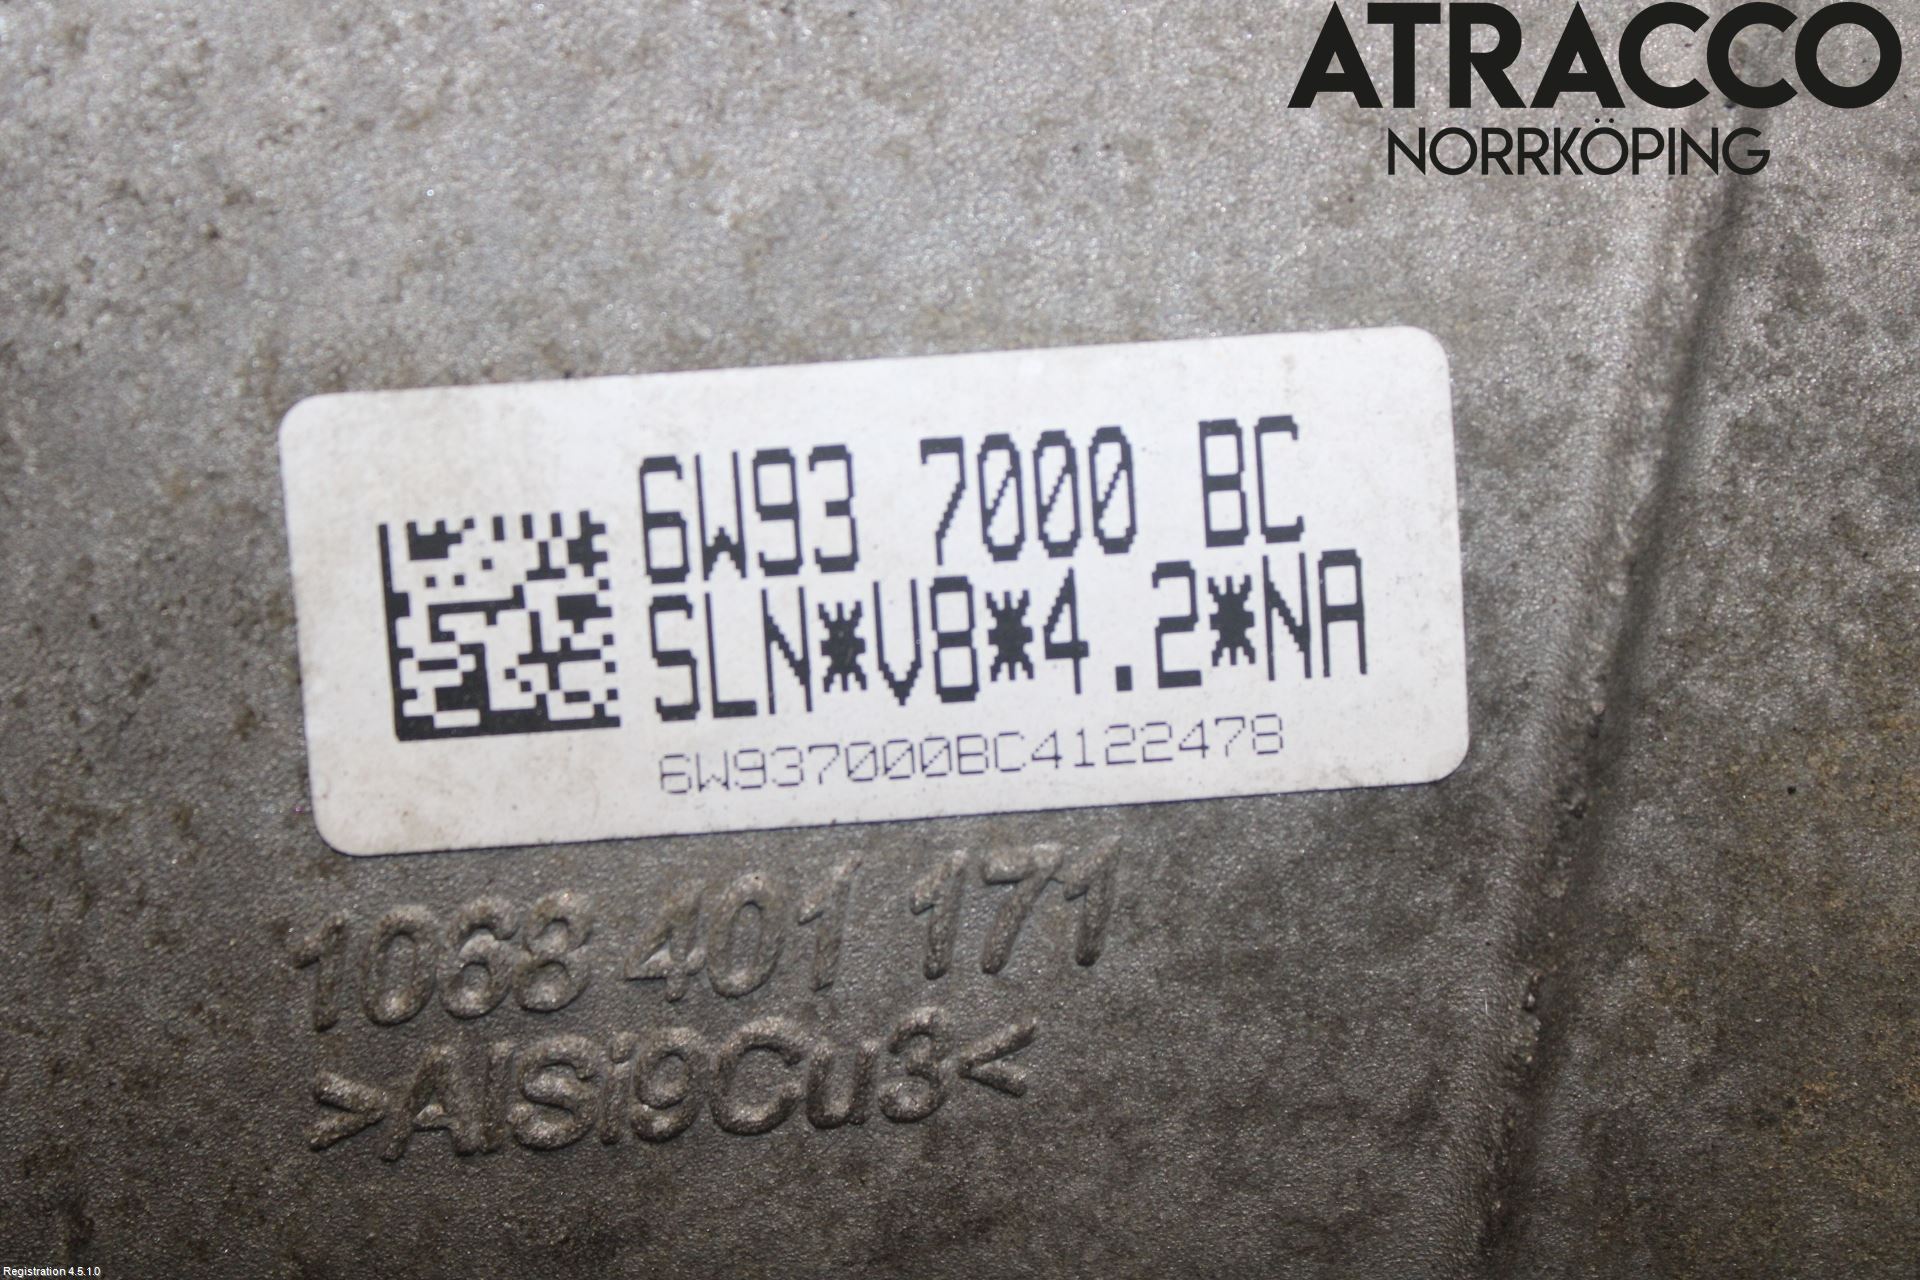 ATRACCO
NORRKÖPING
6W93 7000 BC
SLN*V8*4.2*NA
6W937000BC4122478
1068 401 171
>AlSi9Cu3<
Registration 4.5.1.0